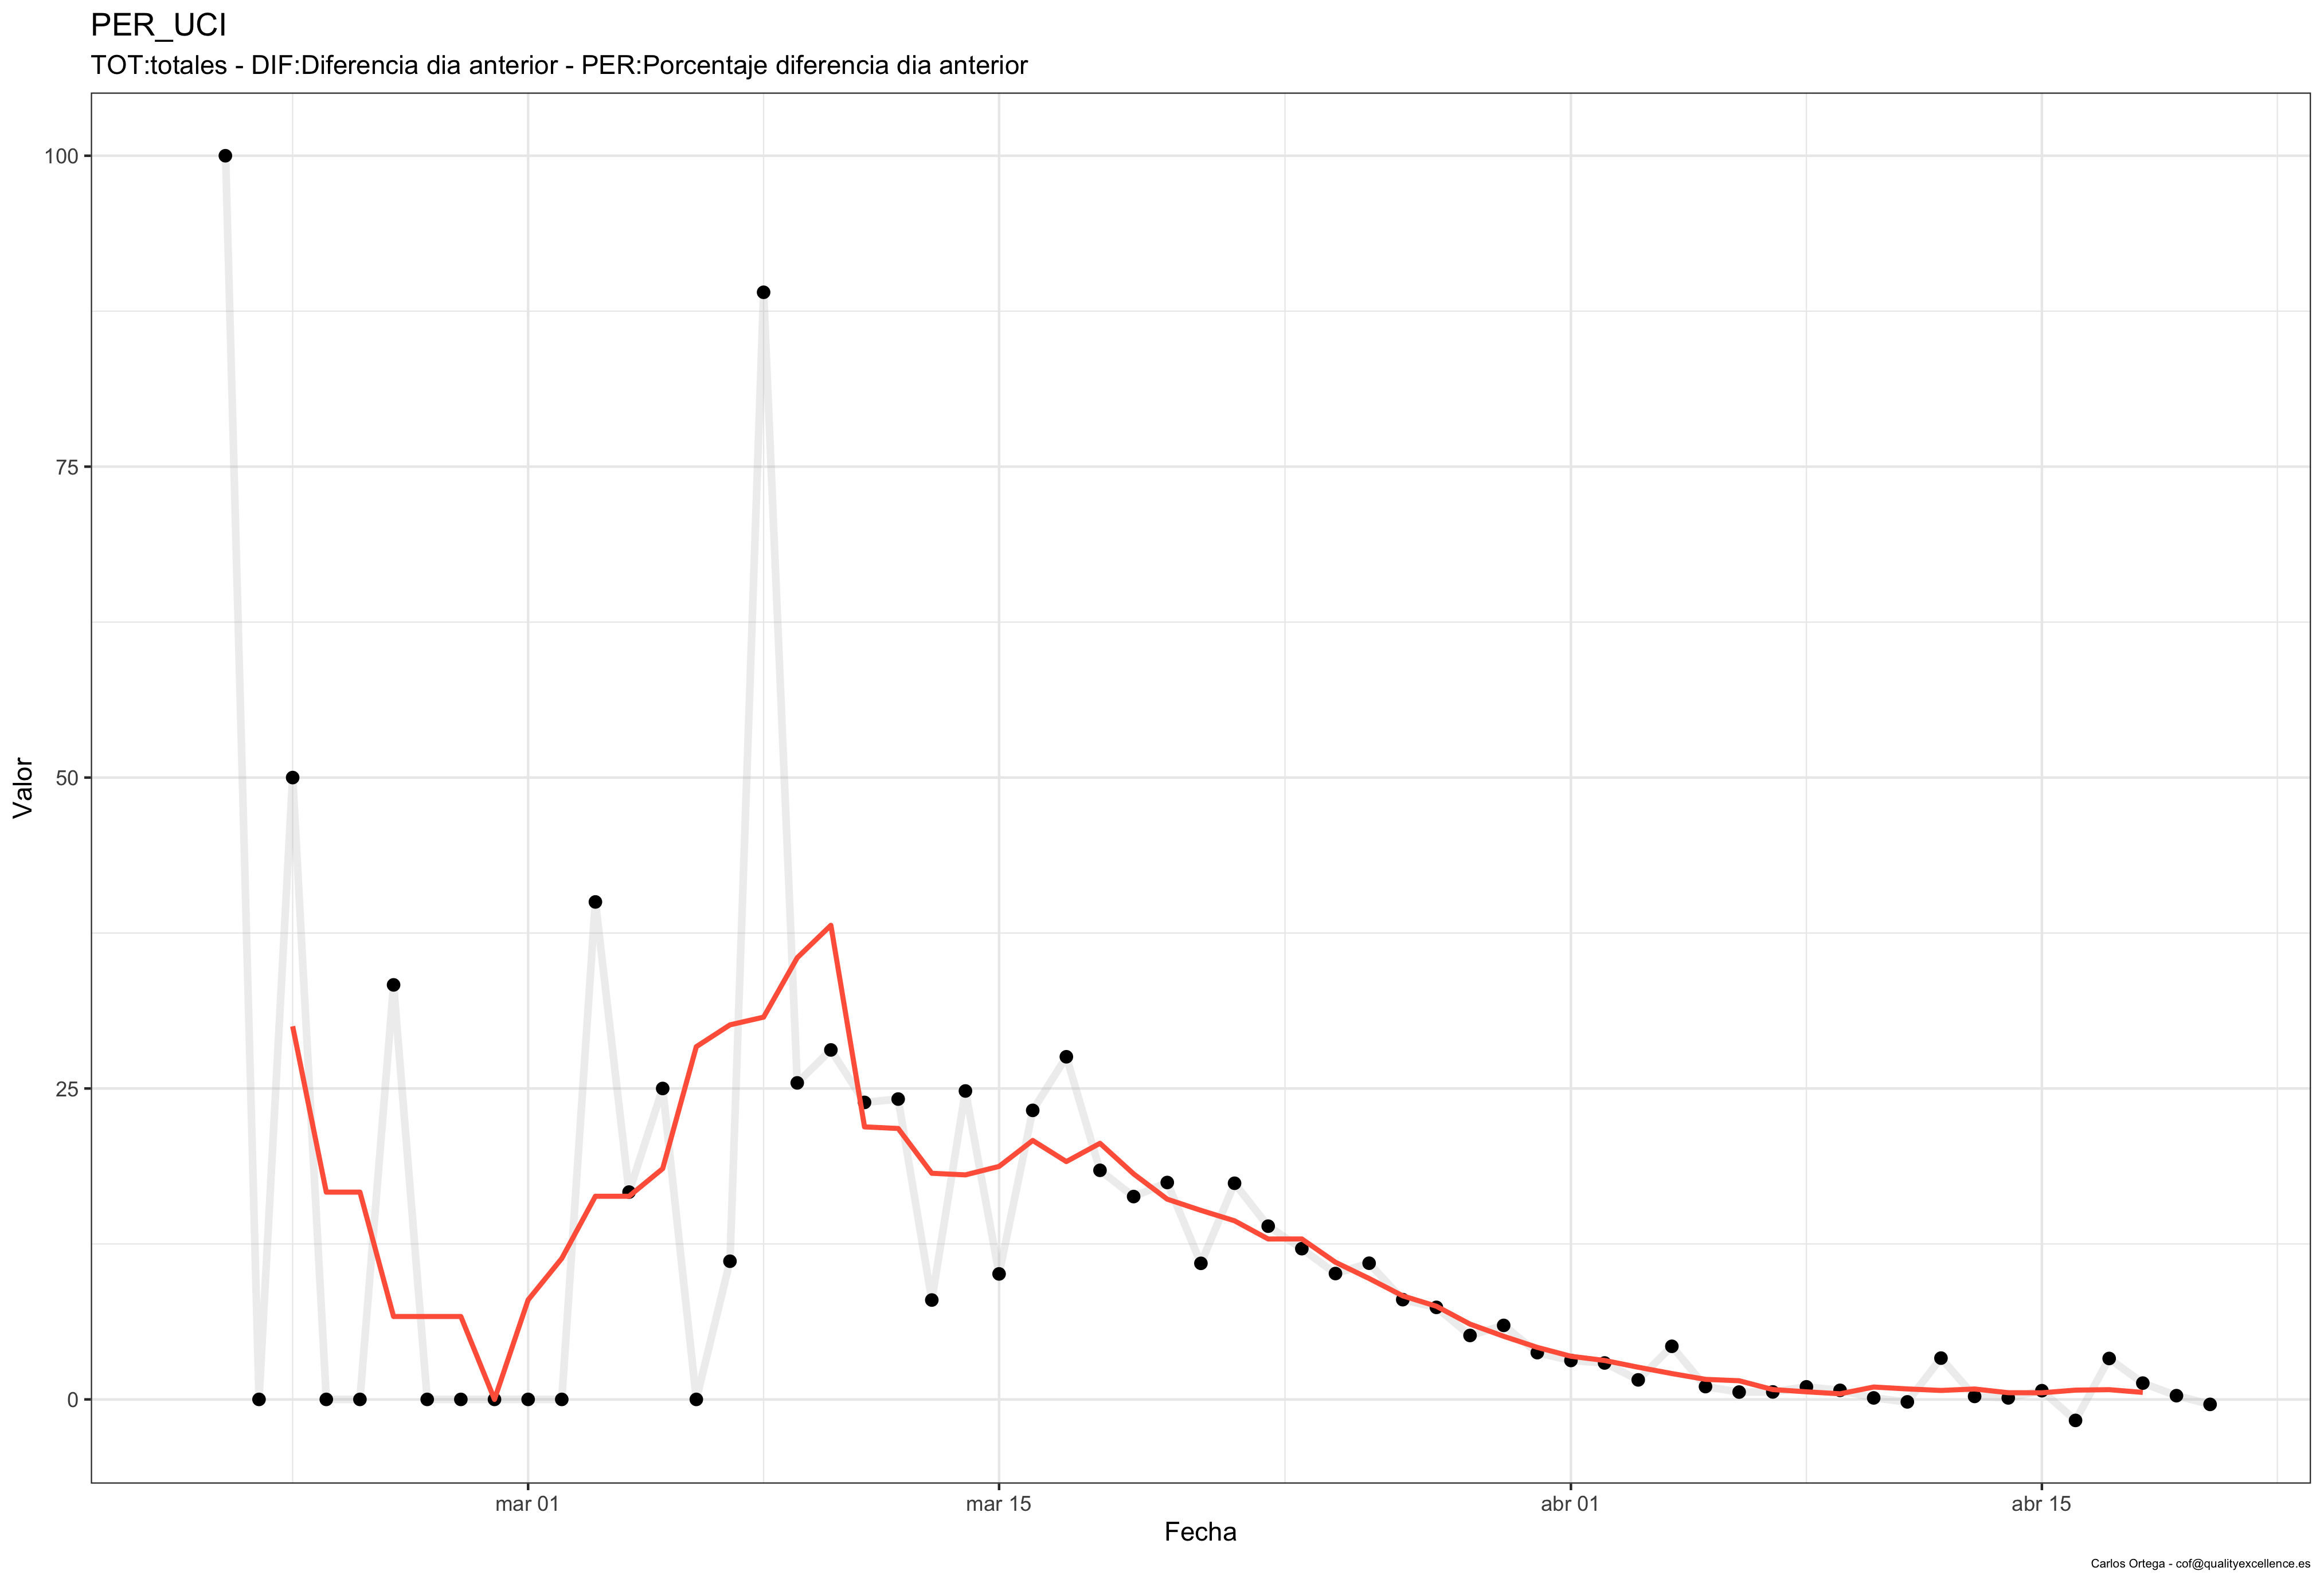 PER_UCI
TOT:totales - DIF:Diferencia dia anterior - PER:Porcentaje diferencia dia anterior
100
75
50
25
0
Valor
mar 01
mar 15
abr 01
abr 15
Fecha
Carlos Ortega - cof@qualityexcellence.es